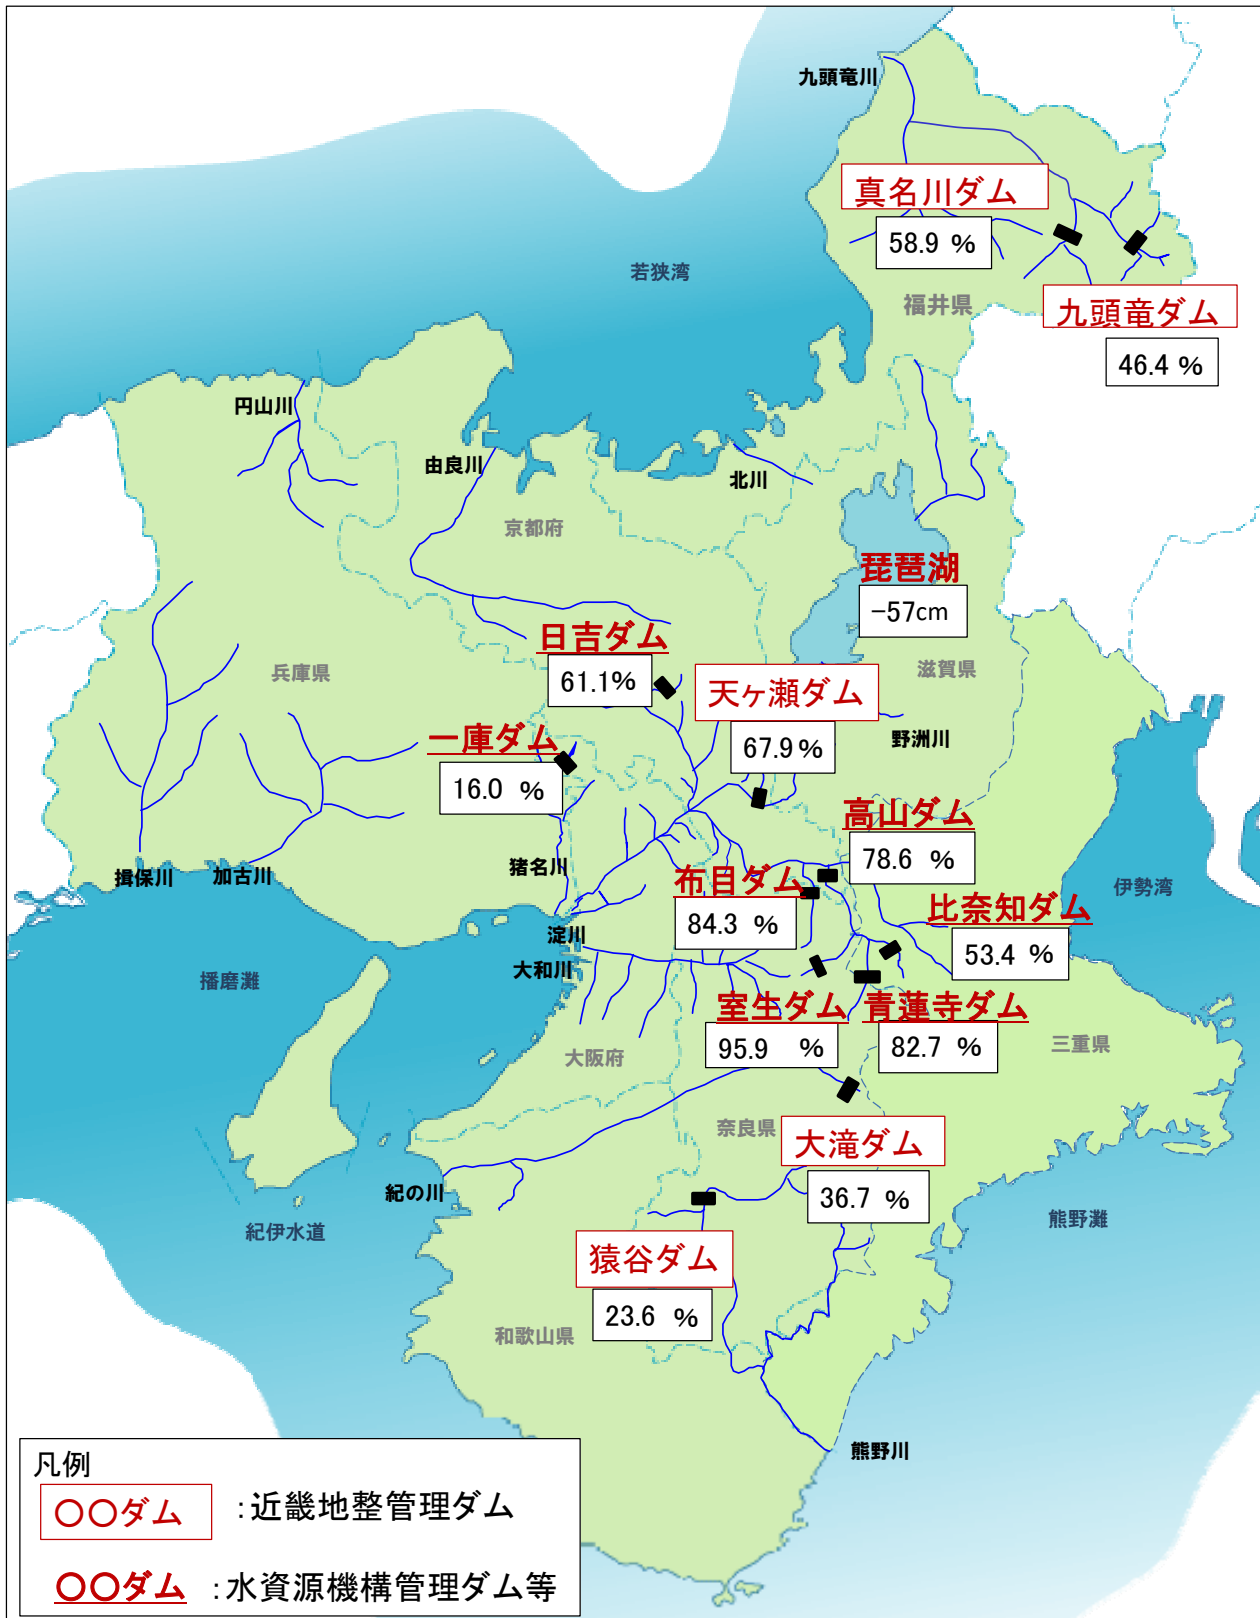 九頭竜川
真名川ダム
58.9 %
若狭湾
福井県
九頭竜ダム
46.4 %
円山川
由良川
北川
京都府
琵琶湖
-57cm
日吉ダム
61.1%
兵庫県
滋賀県
天ヶ瀬ダム
67.9%
野洲川
一庫ダム
16.0 %
高山ダム
78.6 %
猪名川
揖保川
加古川
布目ダム
84.3 %
伊勢湾
比奈知ダム
53.4 %
淀川
大和川
播磨灘
室生ダム
95.9 %
青蓮寺ダム
82.7 %
大阪府
三重県
奈良県
大滝ダム
36.7 %
紀の川
紀伊水道
熊野灘
猿谷ダム
23.6 %
和歌山県
熊野川
凡例
〇〇ダム :近畿地整管理ダム
〇〇ダム :水資源機構管理ダム等